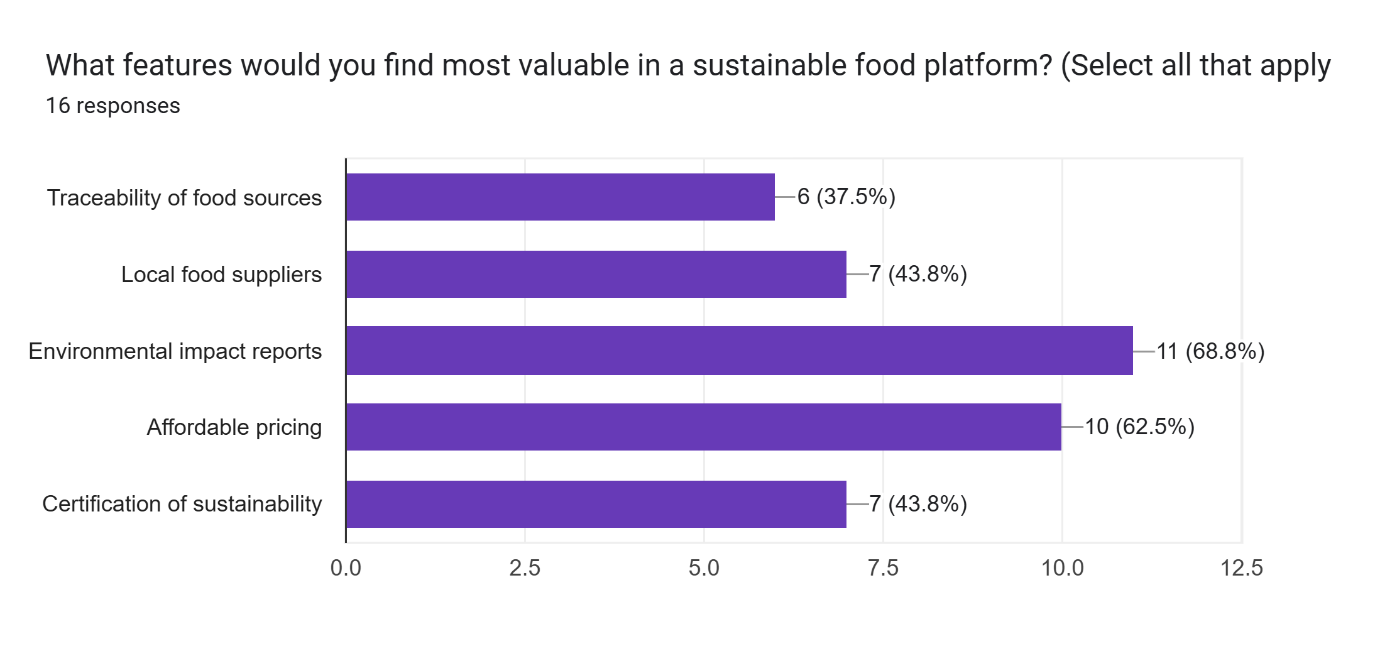 What features would you find most valuable in a sustainable food platform? (Select all that apply
16 responses
Traceability of food sources
6 (37.5%)
Local food suppliers
7 (43.8%)
Environmental impact reports
11 (68.8%)
Affordable pricing
10 (62.5%)
Certification of sustainability
7 (43.8%)
0.0 2.5 5.0 7.5 10.0 12.5